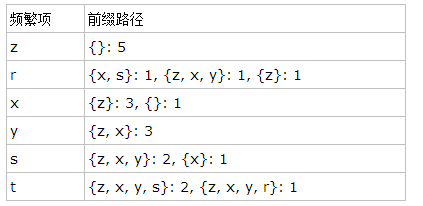 频繁项 前缀路径
z {}: 5
r {x, s}: 1, {z, x, y}: 1, {z}: 1
x {z}: 3, {}: 1
y {z, x}: 3
s {z, x, y}: 2, {x}: 1
t {z, x, y, s}: 2, {z, x, y, r}: 1